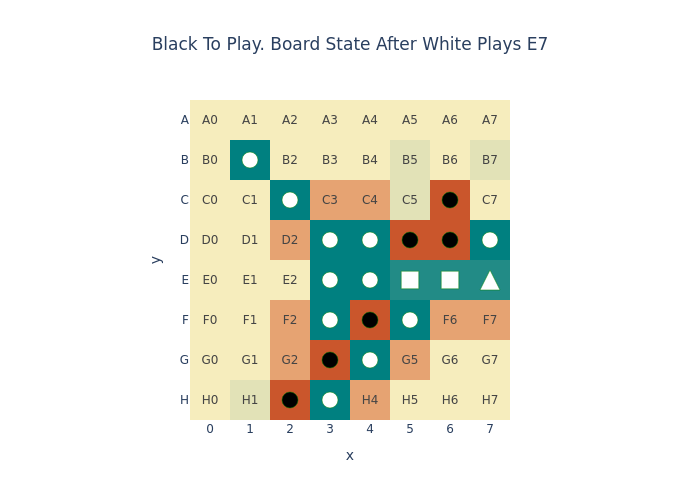 Black To Play. Board State After White Plays E7
A A0 A1 A2 A3 A4 A5 A6 A7
B B0 B2 B3 B4 B5 B6 B7
C C0 C1 C3 C4 C5 C7
D D0 D1 D2
E E0 E1 E2
y
F F0 F1 F2 F6 F7
G G0 G1 G2 G5 G6 G7
H H0 H1 H4 H5 H6 H7
0 1 2 3 4 5 6 7
x